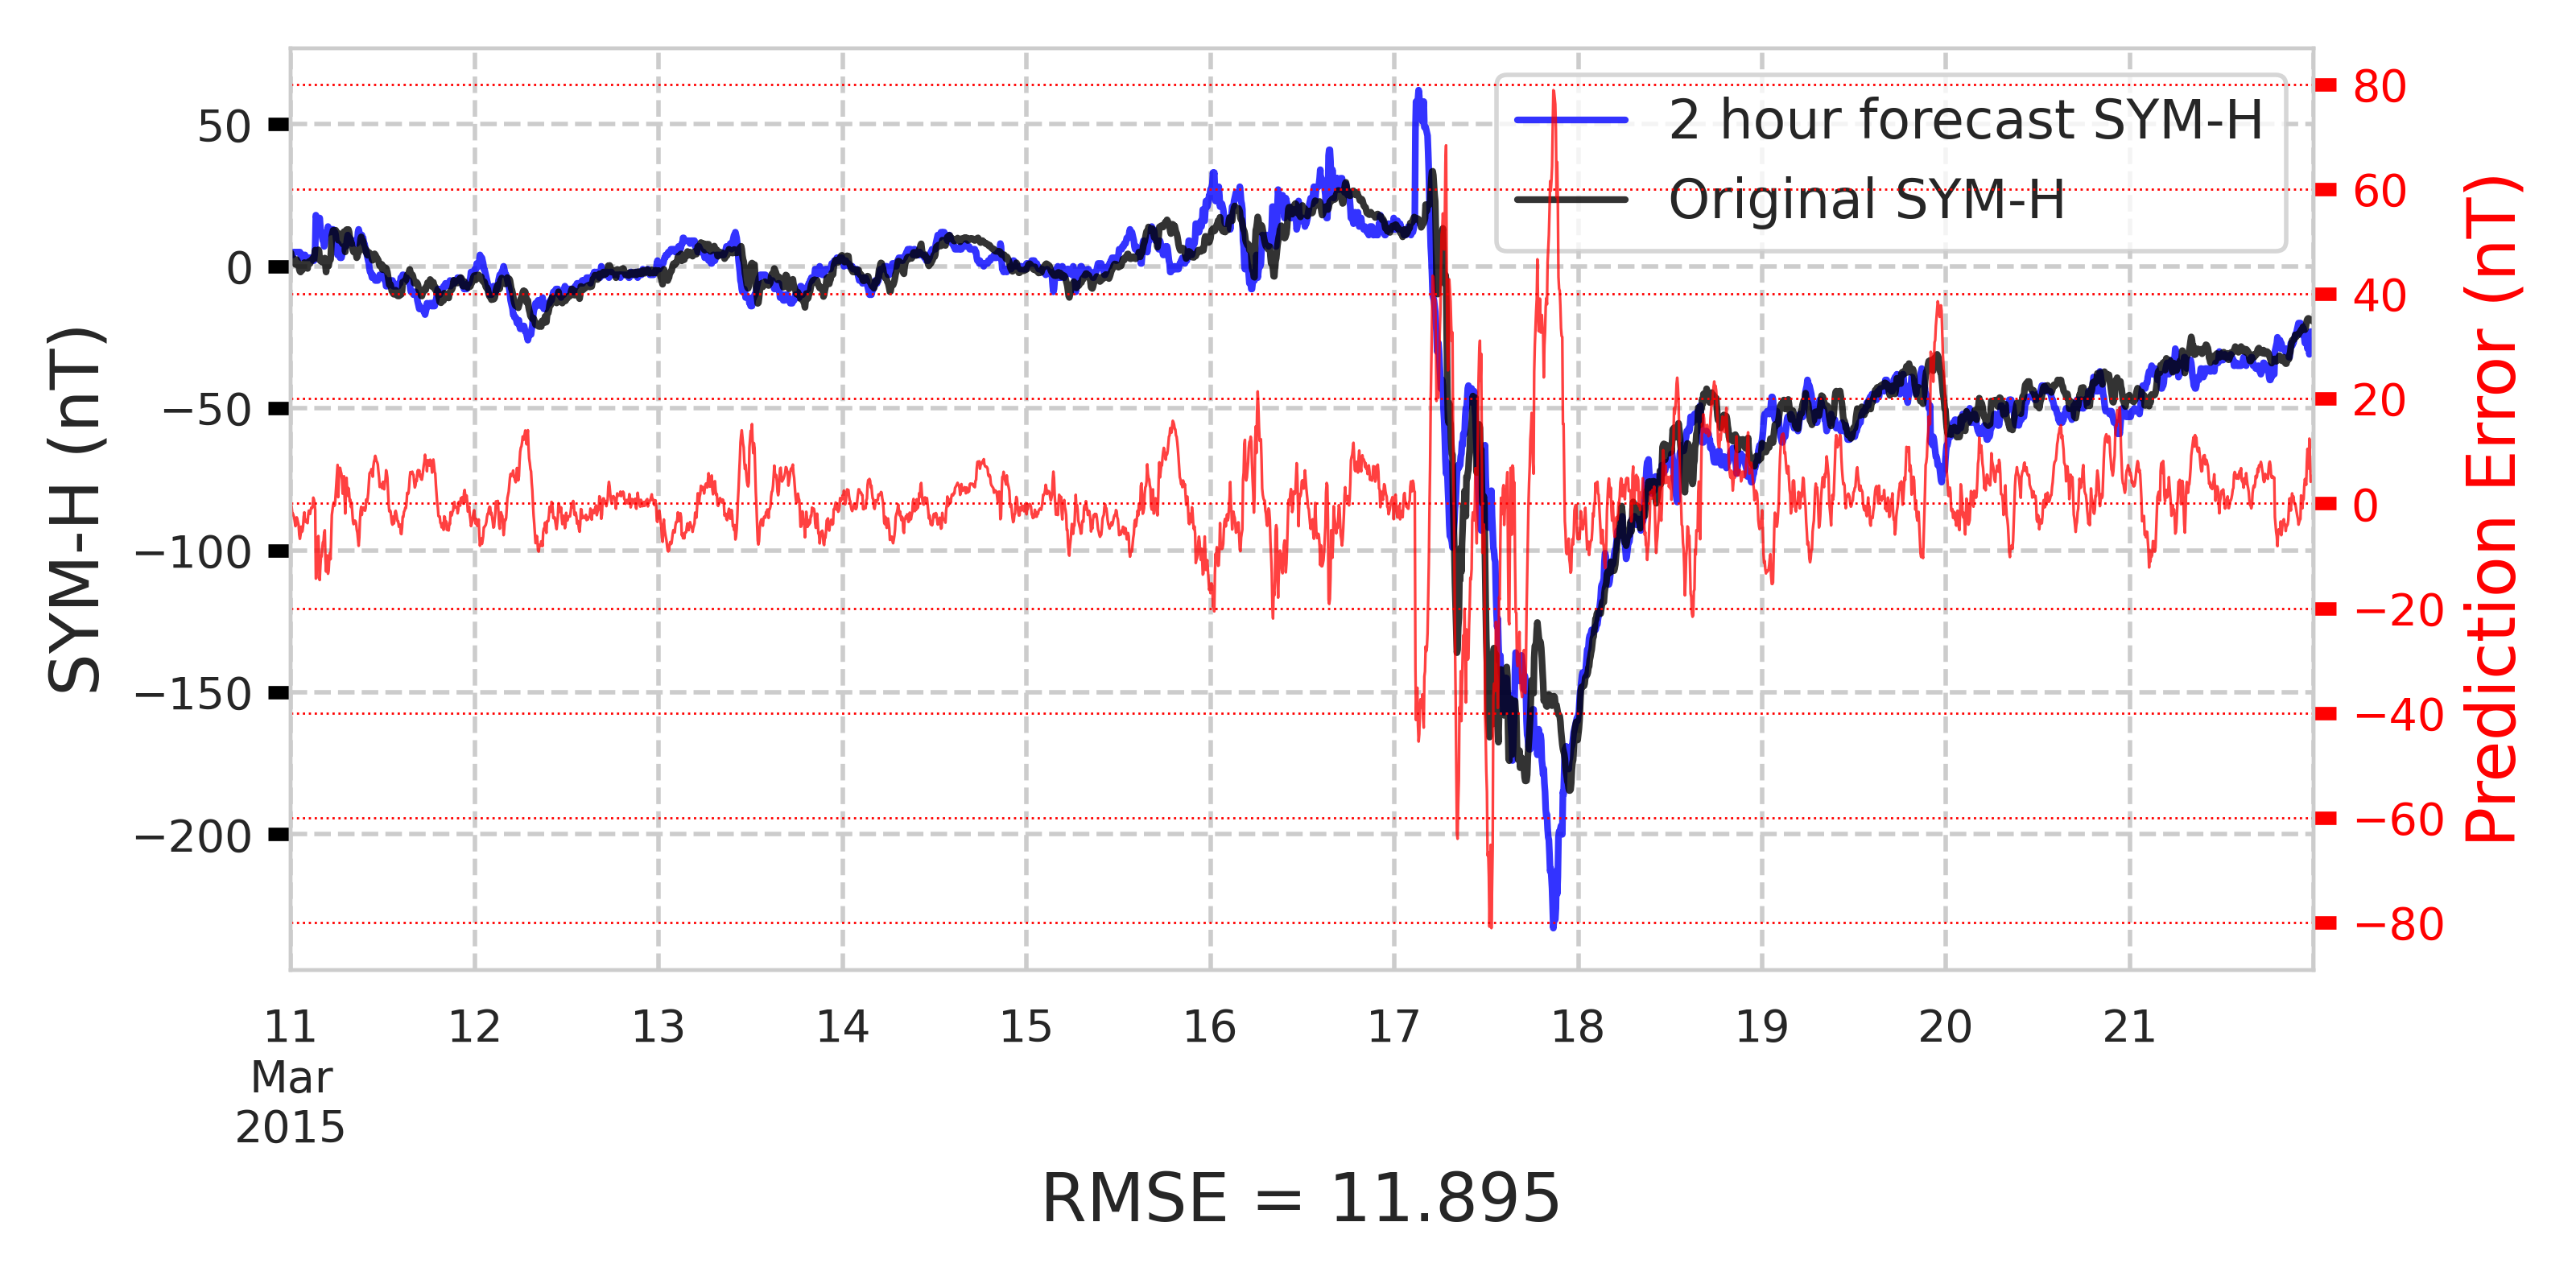 2 hour forecast SYM-H
Original SYM-H
SYM-H (nT)
50
0
−50
−100
−150
−200
80
60
40
20
0
−20
−40
−60
−80
Prediction Error (nT)
11 12 13 14 15 16 17 18 19 20 21
Mar
2015
RMSE = 11.895